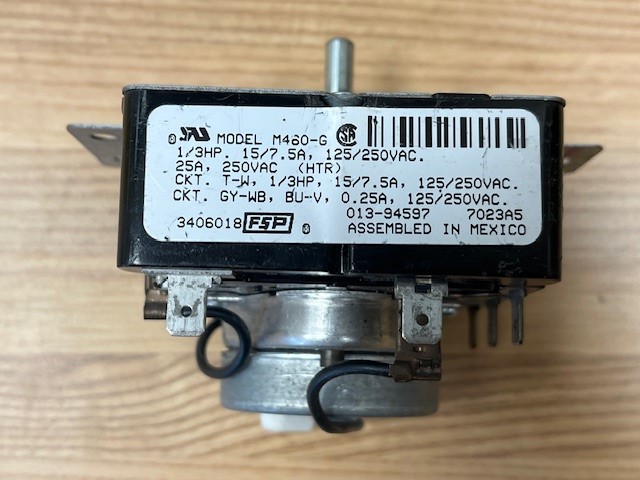 MODEL M460-G
1/3HP. 15/7.5A, 125/250VAC.
25A, 250VAC (HTR)
CKT. T-W, 1/3HP, 15/7.5A, 125/250VAC.
CKT. GY-WB, BU-V, 0.25A, 125/250VAC.
013-94597 7023A5
3406018 FSP ® ASSEMBLED IN MEXICO